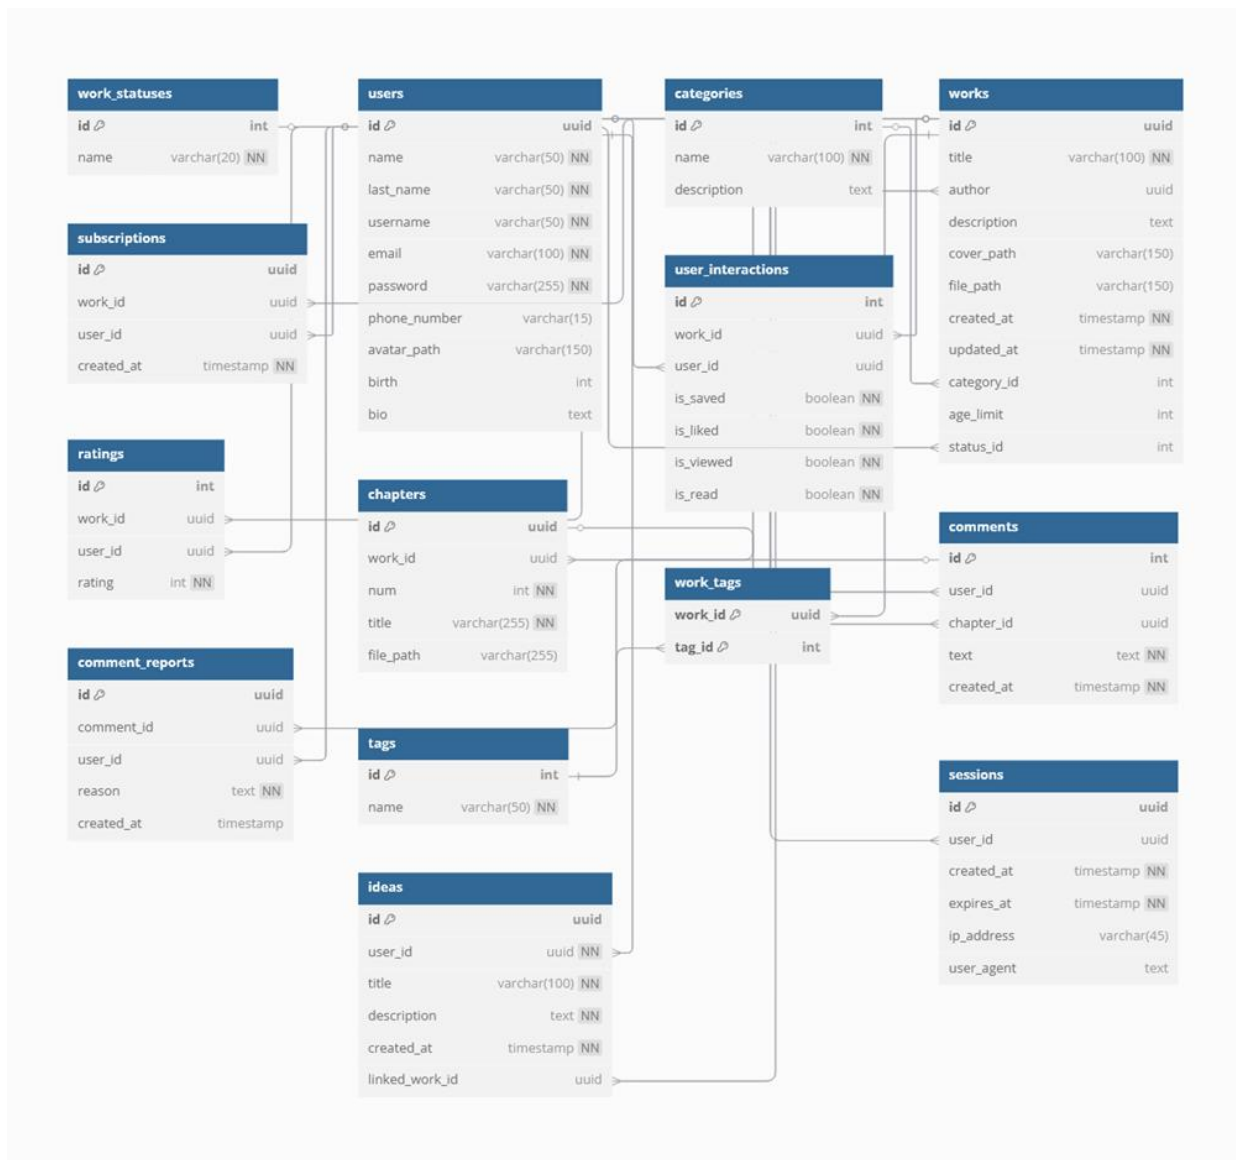 work_statuses
id int
name varchar(20) NN
subscriptions
id uuid
work_id uuid
user_id uuid
created_at timestamp NN
ratings
id int
work_id uuid
user_id uuid
rating int NN
comment_reports
id uuid
comment_id uuid
user_id uuid
reason text NN
created_at timestamp
users
id uuid
name varchar(50) NN
last_name varchar(50) NN
username varchar(50) NN
email varchar(100) NN
password varchar(255) NN
phone_number varchar(15)
avatar_path varchar(150)
birth int
bio text
chapters
id uuid
work_id uuid
num int NN
title varchar(255) NN
file_path varchar(255)
tags
id int
name varchar(50) NN
ideas
id uuid
user_id uuid NN
title varchar(100) NN
description text NN
created_at timestamp NN
linked_work_id uuid
categories
id int
name varchar(100) NN
description text
user_interactions
id int
work_id uuid
user_id uuid
is_saved boolean NN
is_liked boolean NN
is_viewed boolean NN
is_read boolean NN
work_tags
work_id uuid
tag_id int
works
id uuid
title varchar(100) NN
author uuid
description text
cover_path varchar(150)
file_path varchar(150)
created_at timestamp NN
updated_at timestamp NN
category_id int
age_limit int
status_id int
comments
id int
user_id uuid
chapter_id uuid
text text NN
created_at timestamp NN
sessions
id uuid
user_id uuid
created_at timestamp NN
expires_at timestamp NN
ip_address varchar(45)
user_agent text